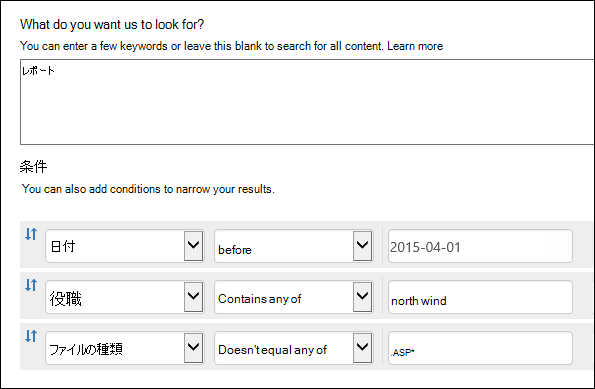 What do you want us to look for?
You can enter a few keywords or leave this blank to search for all content. Learn more
レポート
条件
You can also add conditions to narrow your results.
日付 before 2015-04-01
役職 Contains any of north wind
ファイルの種類 Doesn't equal any of .ASP*